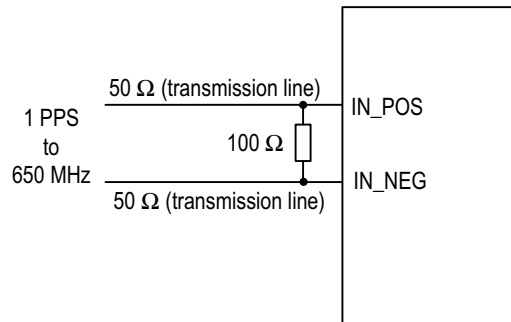 50 Ω (transmission line)
1 PPS
to
650 MHz
IN_POS
100 Ω
IN_NEG
50 Ω (transmission line)